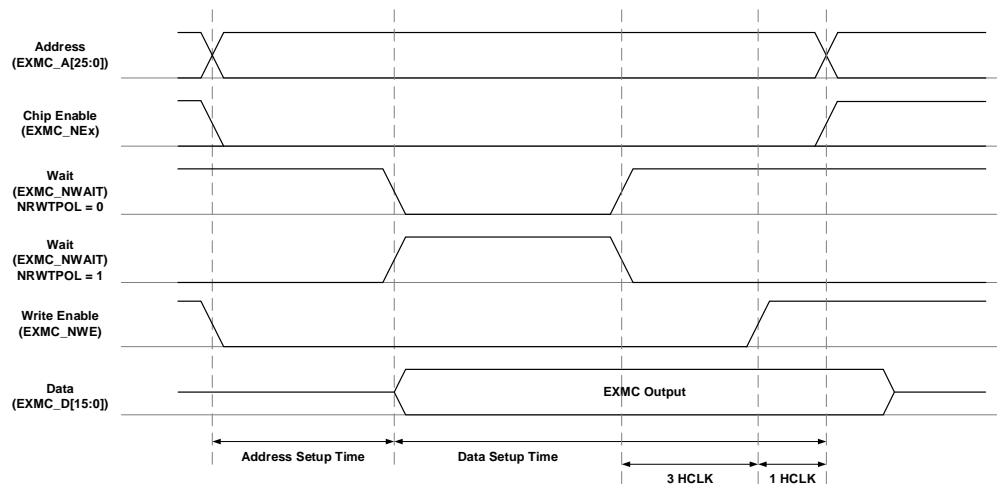 Address
(EXMC_A[25:0])
Chip Enable
(EXMC_NEx)
Wait
(EXMC_NWAIT)
NRWTPOL = 0
Wait
(EXMC_NWAIT)
NRWTPOL = 1
Write Enable
(EXMC_NWE)
Data
(EXMC_D[15:0])
EXMC Output
Address Setup Time
Data Setup Time
3 HCLK
1 HCLK